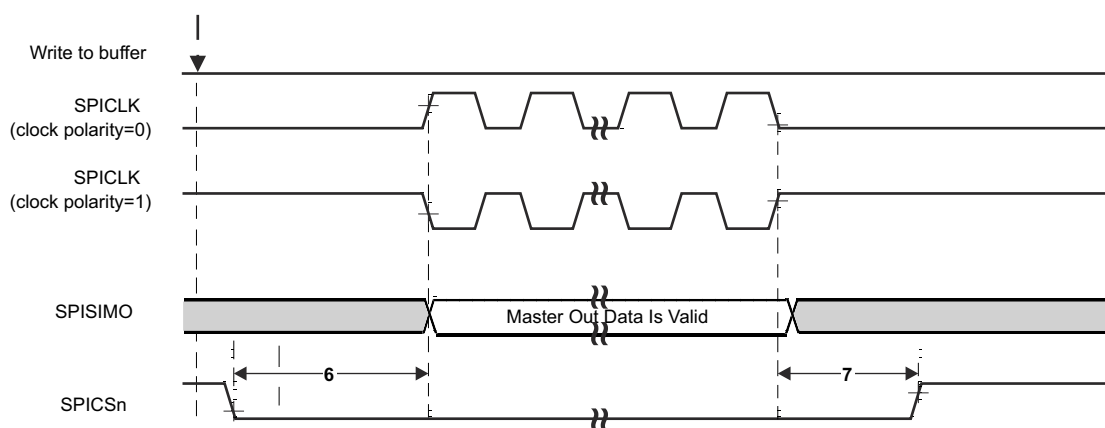 Write to buffer
SPICLK
(clock polarity=0)
SPICLK
(clock polarity=1)
SPISIMO
Master Out Data Is Valid
6
7
SPICSn